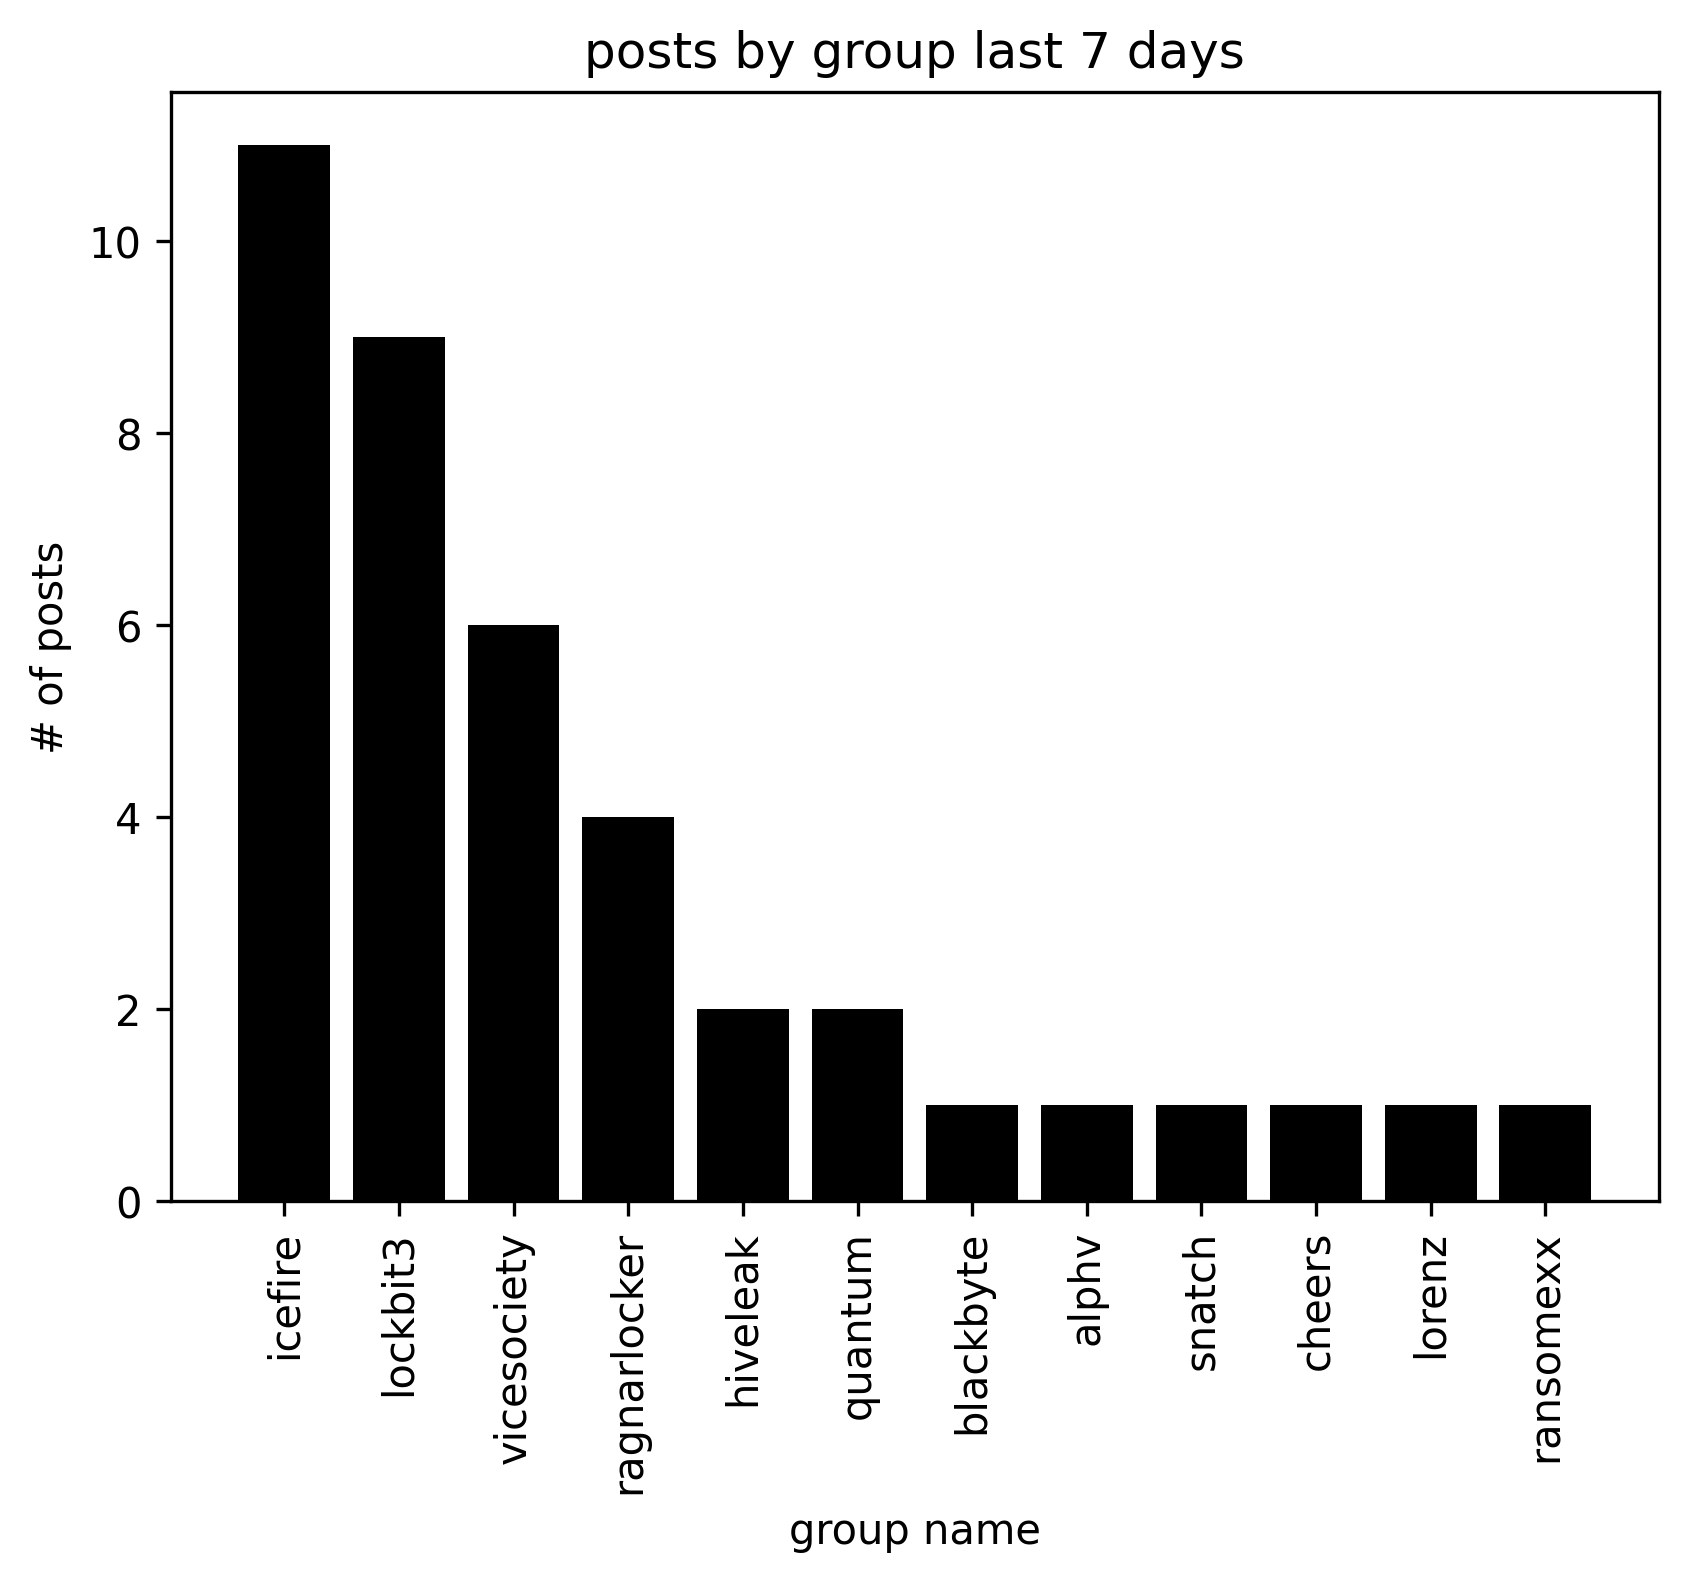 posts by group last 7 days
10
8
6
4
2
0
# of posts
icefire
lockbit3
vicesociety
ragnarlocker
hiveleak
quantum
blackbyte
alphv
snatch
cheers
lorenz
ransomexx
group name